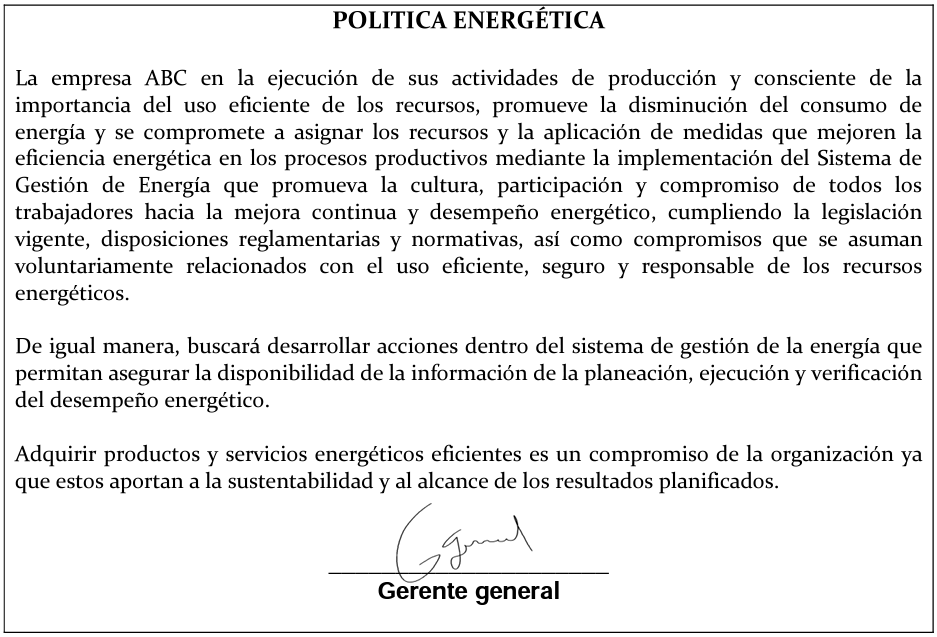 POLITICA ENERGÉTICA
La empresa ABC en la ejecución de sus actividades de producción y consciente de la
importancia del uso eficiente de los recursos, promueve la disminución del consumo de
energía y se compromete a asignar los recursos y la aplicación de medidas que mejoren la
eficiencia energética en los procesos productivos mediante la implementación del Sistema de
Gestión de Energía que promueva la cultura, participación y compromiso de todos los
trabajadores hacia la mejora continua y desempeño energético, cumpliendo la legislación
vigente, disposiciones reglamentarias y normativas, así como compromisos que se asuman
voluntariamente relacionados con el uso eficiente, seguro y responsable de los recursos
energéticos.
De igual manera, buscará desarrollar acciones dentro del sistema de gestión de la energía que
permitan asegurar la disponibilidad de la información de la planeación, ejecución y verificación
del desempeño energético.
Adquirir productos y servicios energéticos eficientes es un compromiso de la organización ya
que estos aportan a la sustentabilidad y al alcance de los resultados planificados.
Gerente general